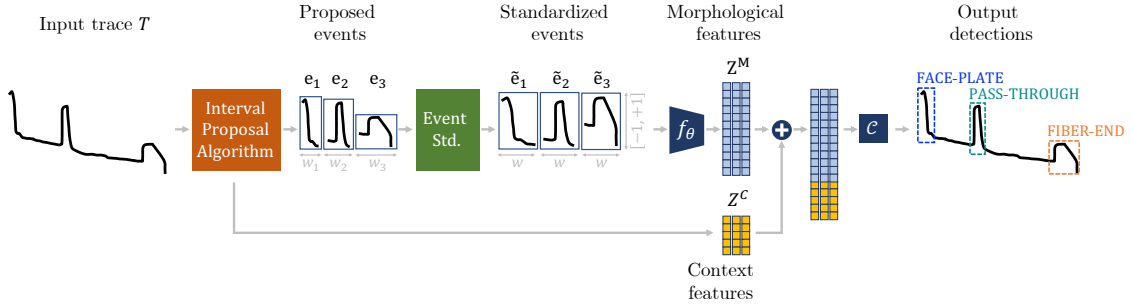 Input trace T
Proposed
events
Standardized
events
Morphological
features
Output
detections
e₁ e₂ e₃
ẽ₁ ẽ₂ ẽ₃
Z^M
FACE-PLATE
PASS-THROUGH
FIBER-END
Interval
Proposal
Algorithm
Event
Std.
[−1, +1]
f_θ
+
C
w₁ w₂ w₃
w w w
Z^C
Context
features